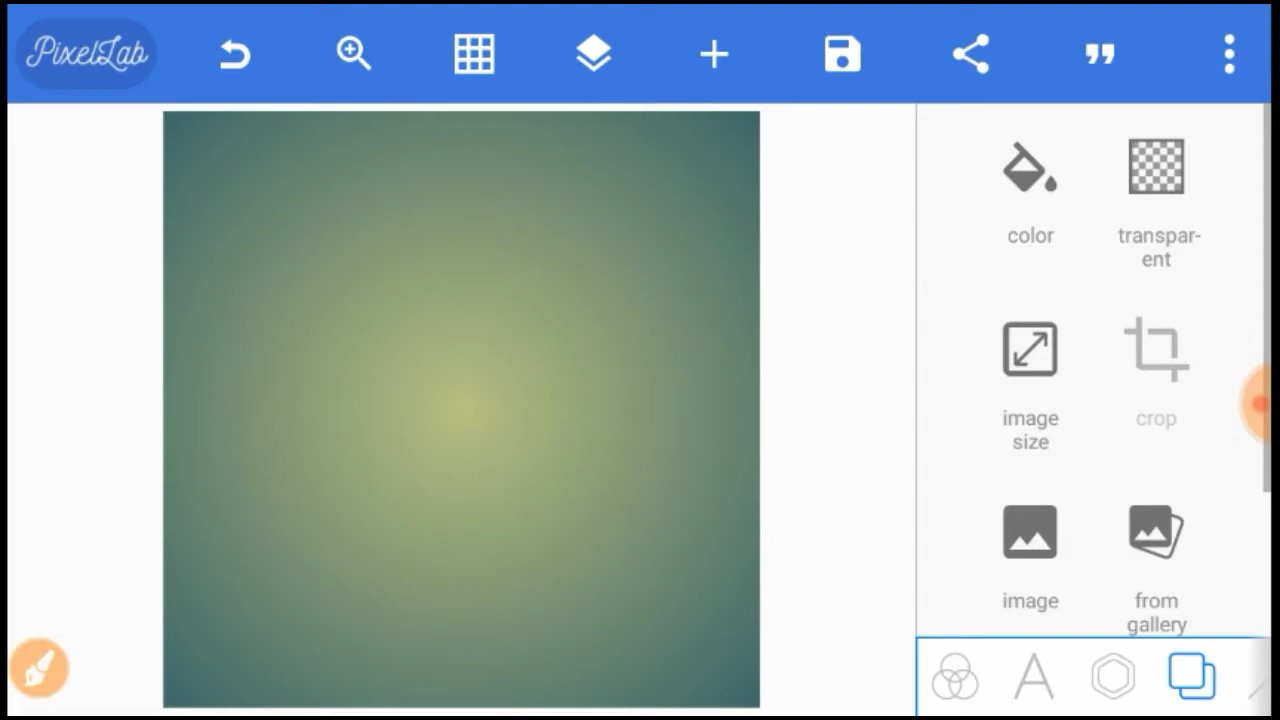 PixelLab
color
transpar-
ent
image
size
crop
image
from
gallery